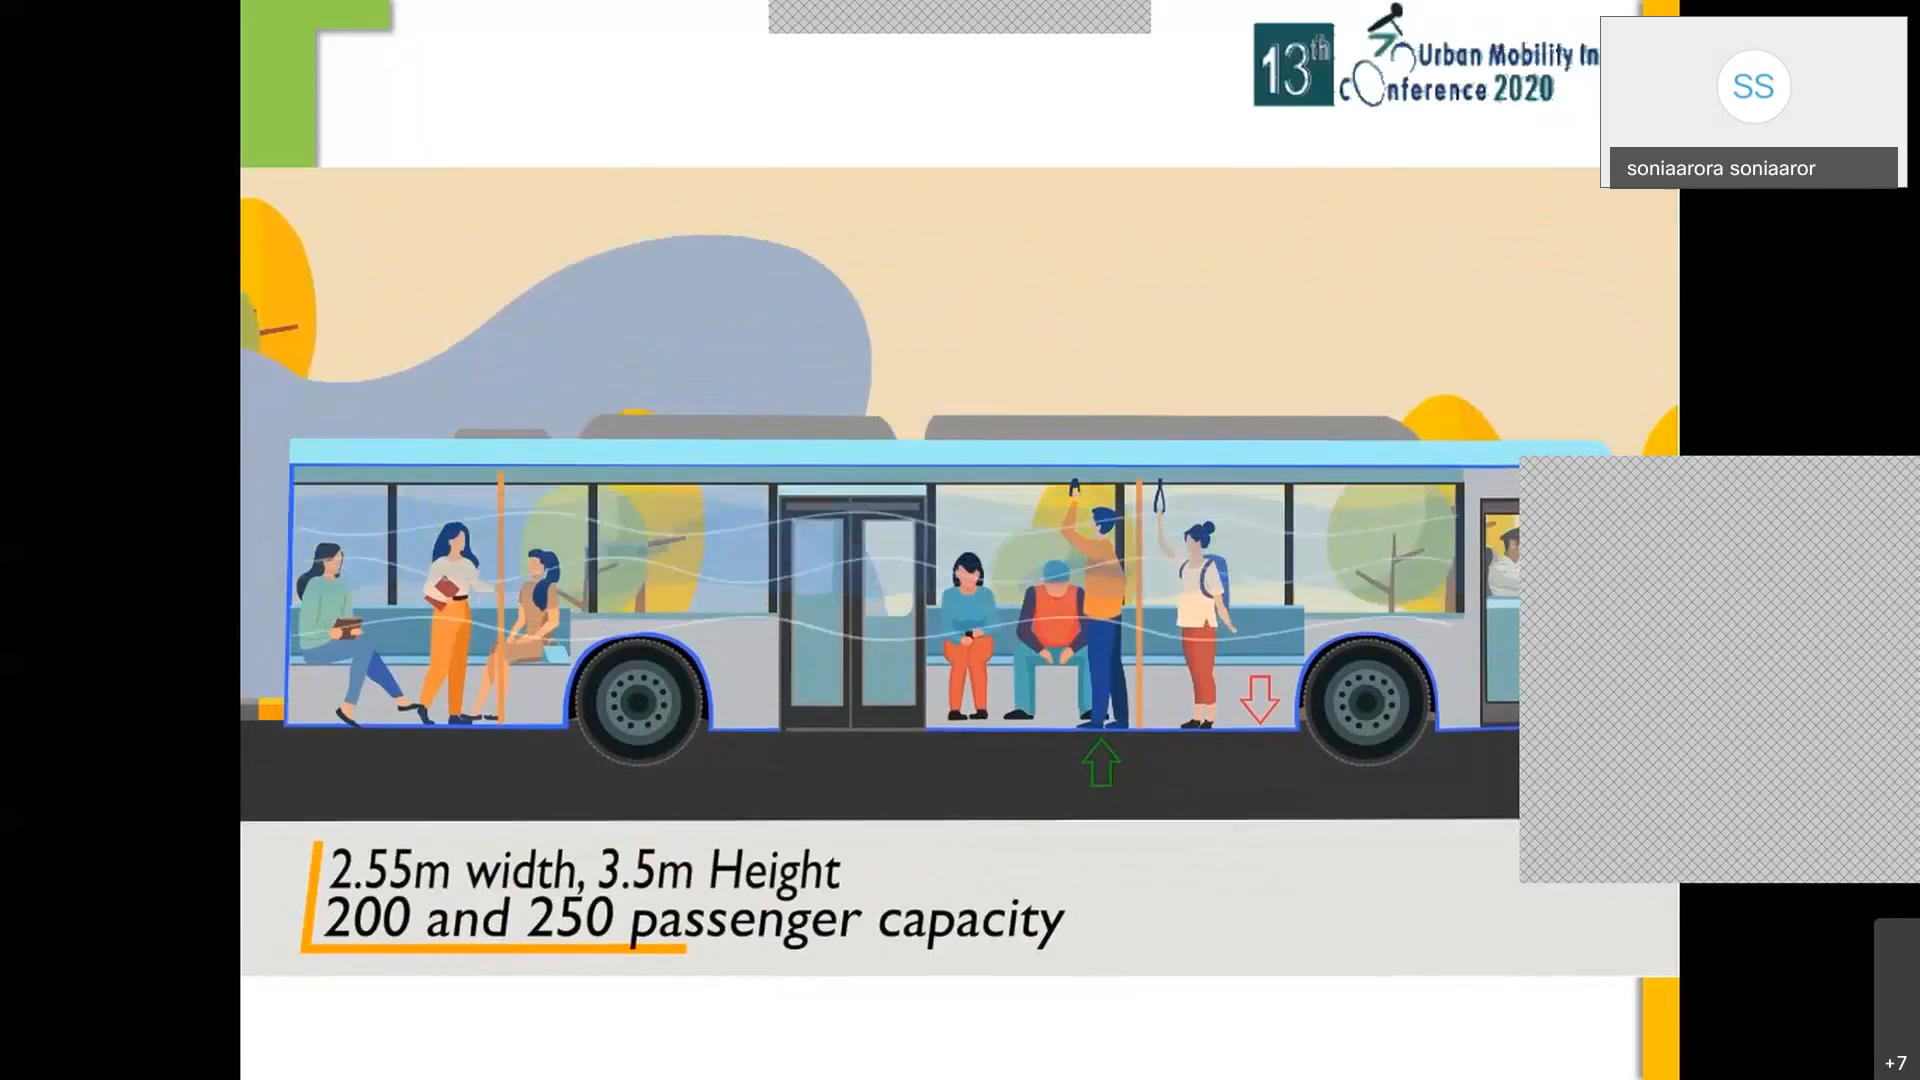 13th
Urban Mobility In
Conference 2020
SS
soniaarora soniaaror
2.55m width, 3.5m Height
200 and 250 passenger capacity
+7